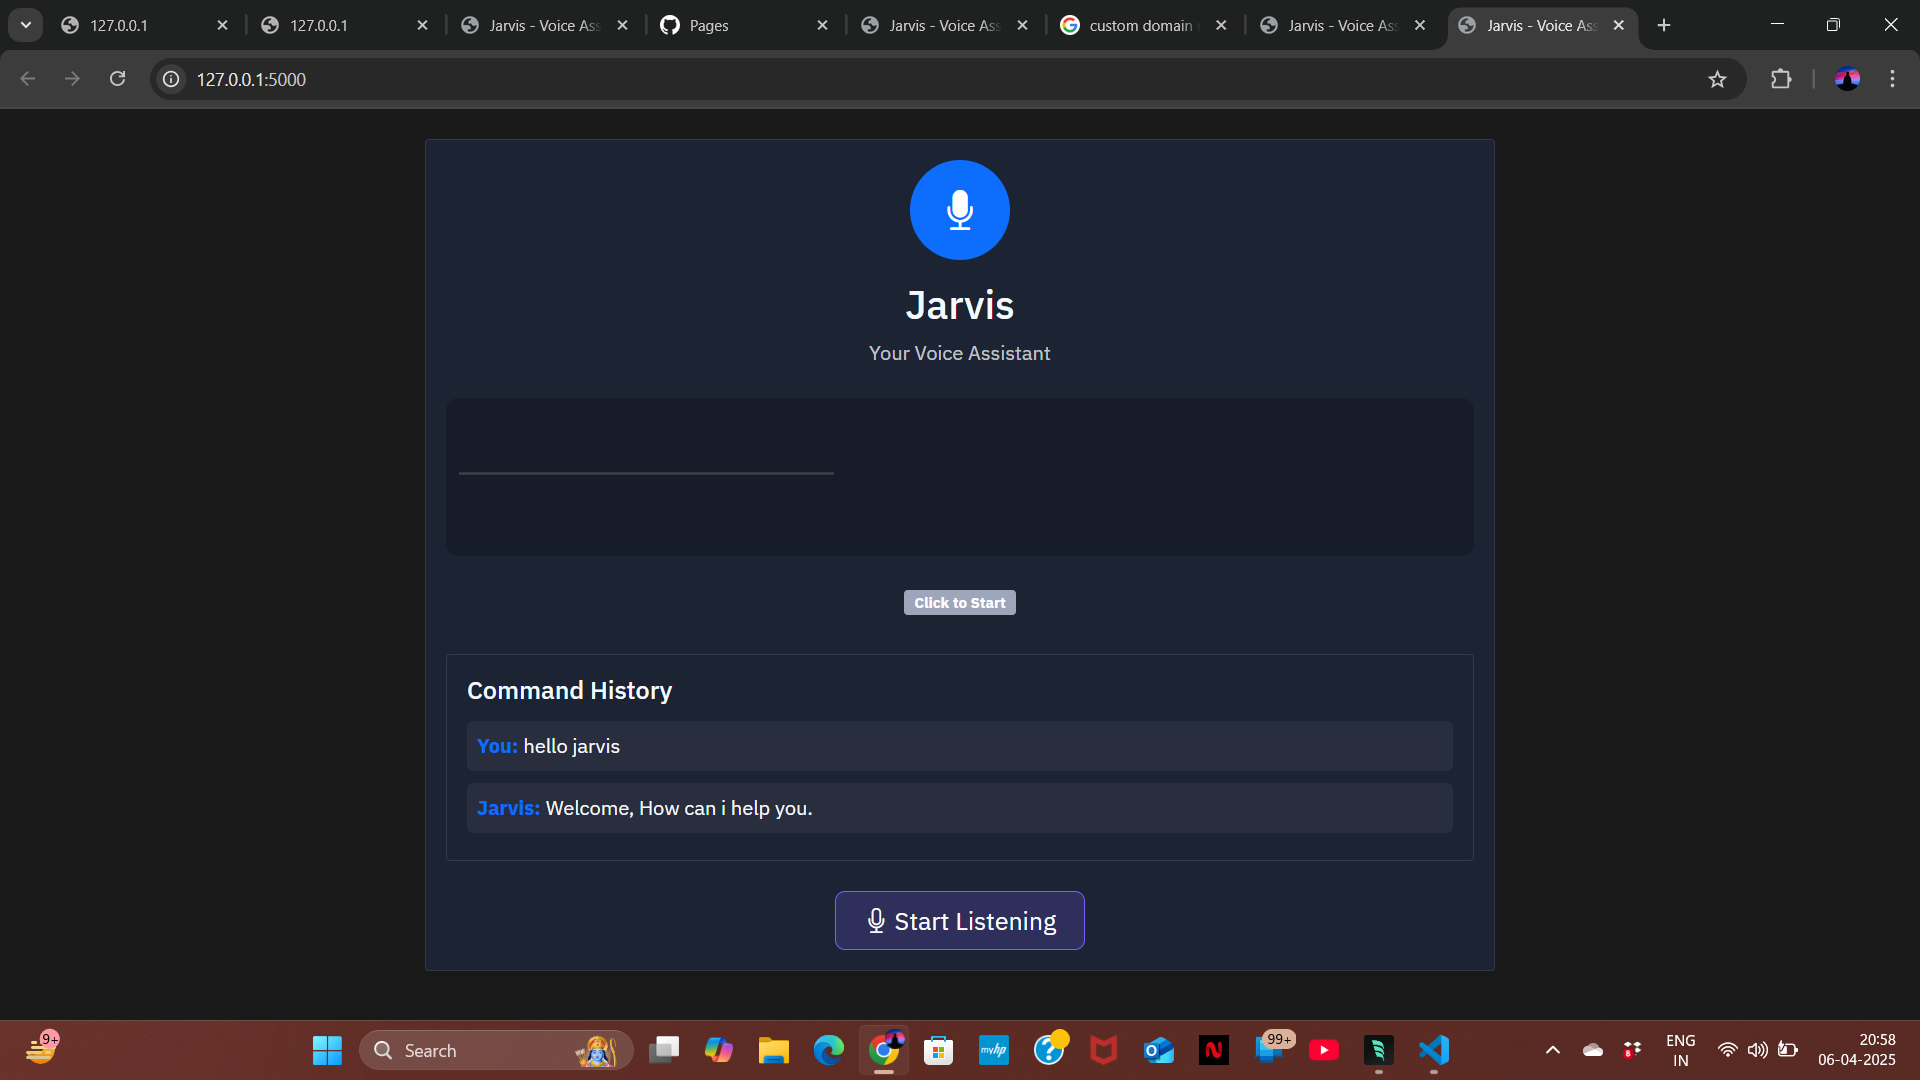 127.0.0.1
127.0.0.1
Jarvis - Voice Ass
Pages
Jarvis - Voice Ass
custom domain
Jarvis - Voice Ass
Jarvis - Voice Ass
127.0.0.1:5000
Jarvis
Your Voice Assistant
Click to Start
Command History
You: hello jarvis
Jarvis: Welcome, How can i help you.
Start Listening
9+
Search
myhp
99+
ENG
IN
20:58
06-04-2025